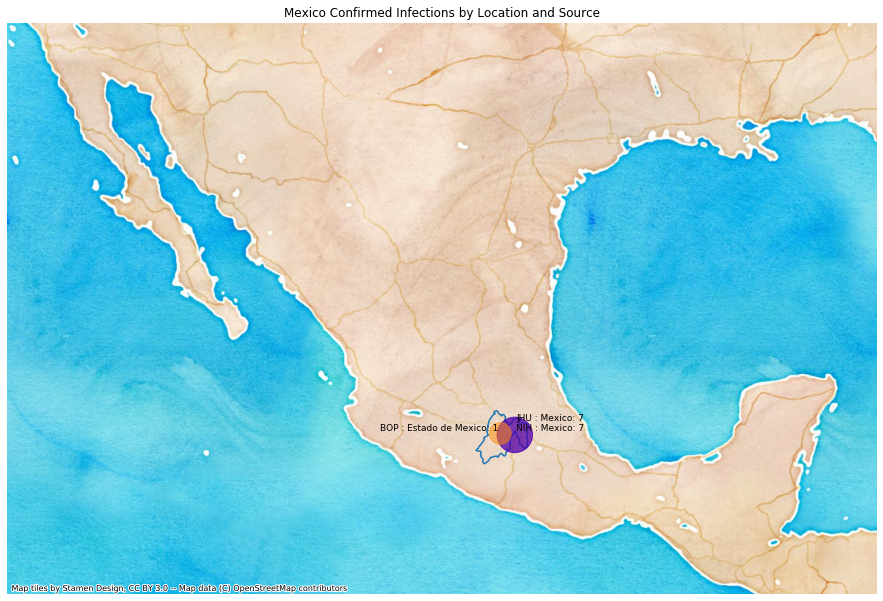 Mexico Confirmed Infections by Location and Source
JHU : Mexico: 7
BOP : Estado de Mexico: 1
NIH : Mexico: 7
Map tiles by Stamen Design, CC BY 3.0 -- Map data (C) OpenStreetMap contributors